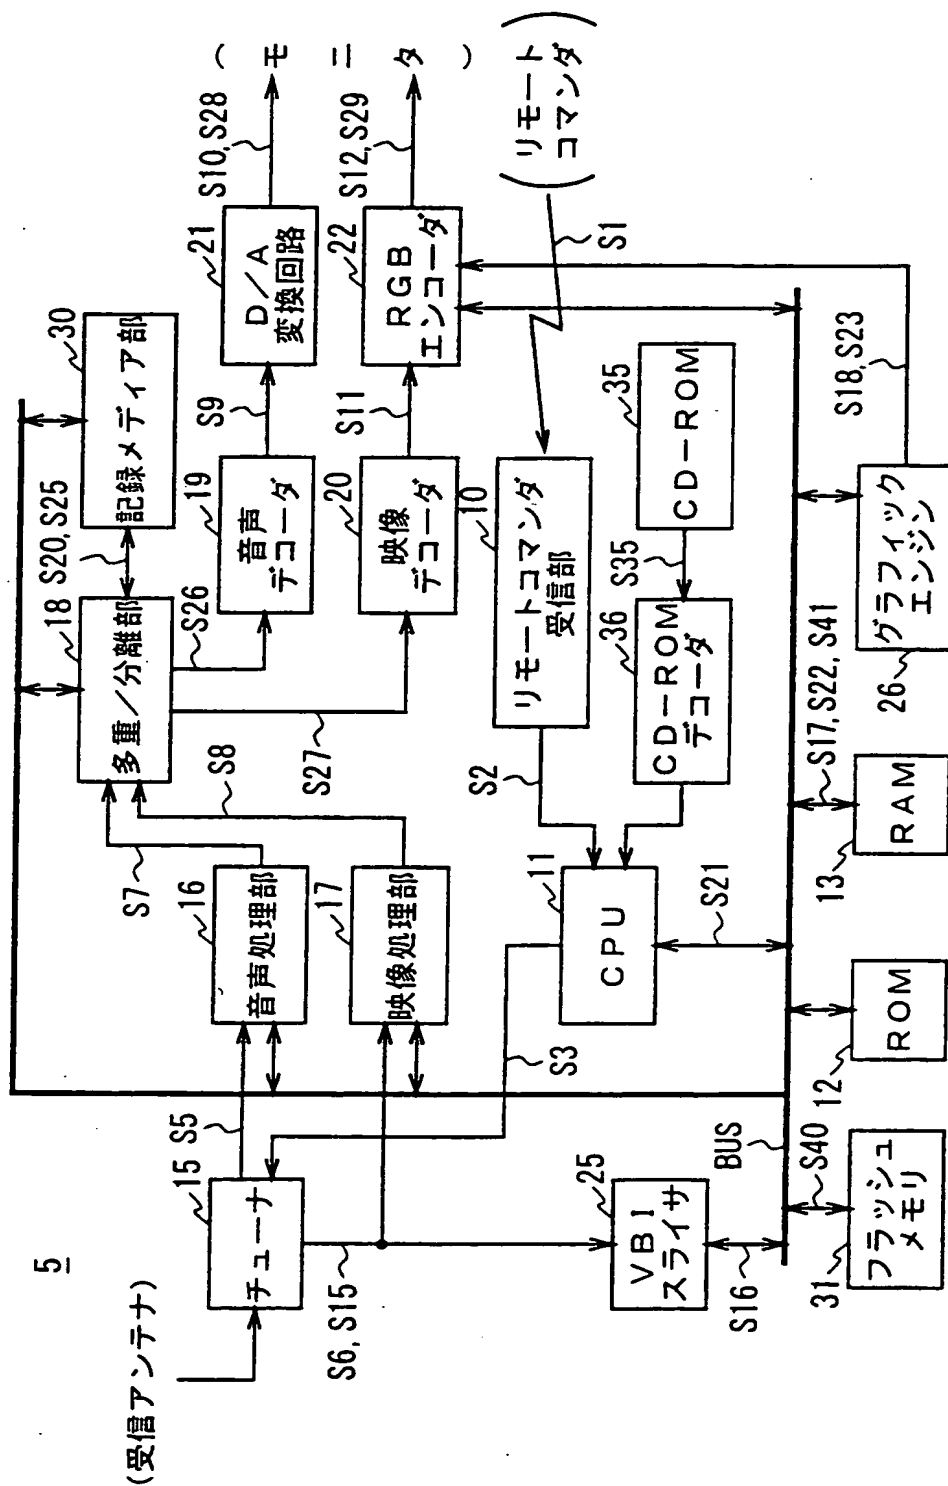 5
(受信アンテナ)
15
チューナ
S5
S6, S15
S3
25
VBI
スライサ
S16
BUS
S40
31
フラッシュ
メモリ
12
ROM
13
RAM
S17, S22, S41
26
グラフィック
エンジン
S18, S23
16
音声処理部
17
映像処理部
S7
S8
11
CPU
S21
S2
18
多重/分離部
S20, S25
30
記録メディア部
S26
S27
19
音声
デコーダ
20
映像
デコーダ
10
リモートコマンダ
受信部
36
CD-ROM
デコーダ
S35
35
CD-ROM
S9
S11
21
D/A
変換回路
22
RGB
エンコーダ
S10, S28
S12, S29
(モニタ)
S1
(リモート
コマンダ)